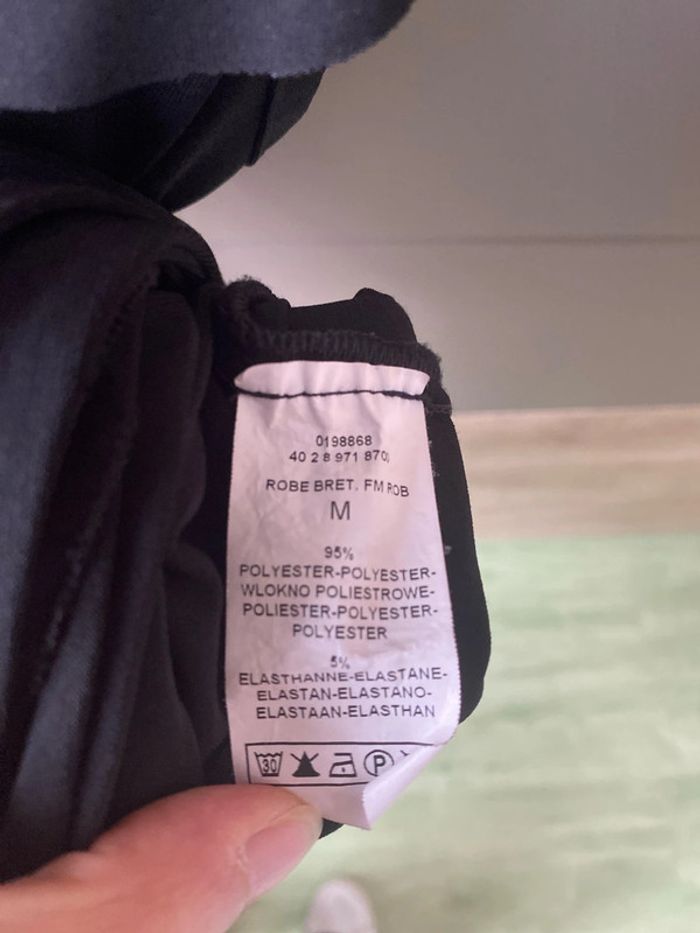 0198868
40 2 8 971 870
ROBE BRET. FM ROB
M
95%
POLYESTER-POLYESTER-
WLOKNO POLIESTROWE-
POLIESTER-POLYESTER-
POLYESTER
5%
ELASTHANNE-ELASTANE-
ELASTAN-ELASTANO-
ELASTAAN-ELASTHAN
30 P